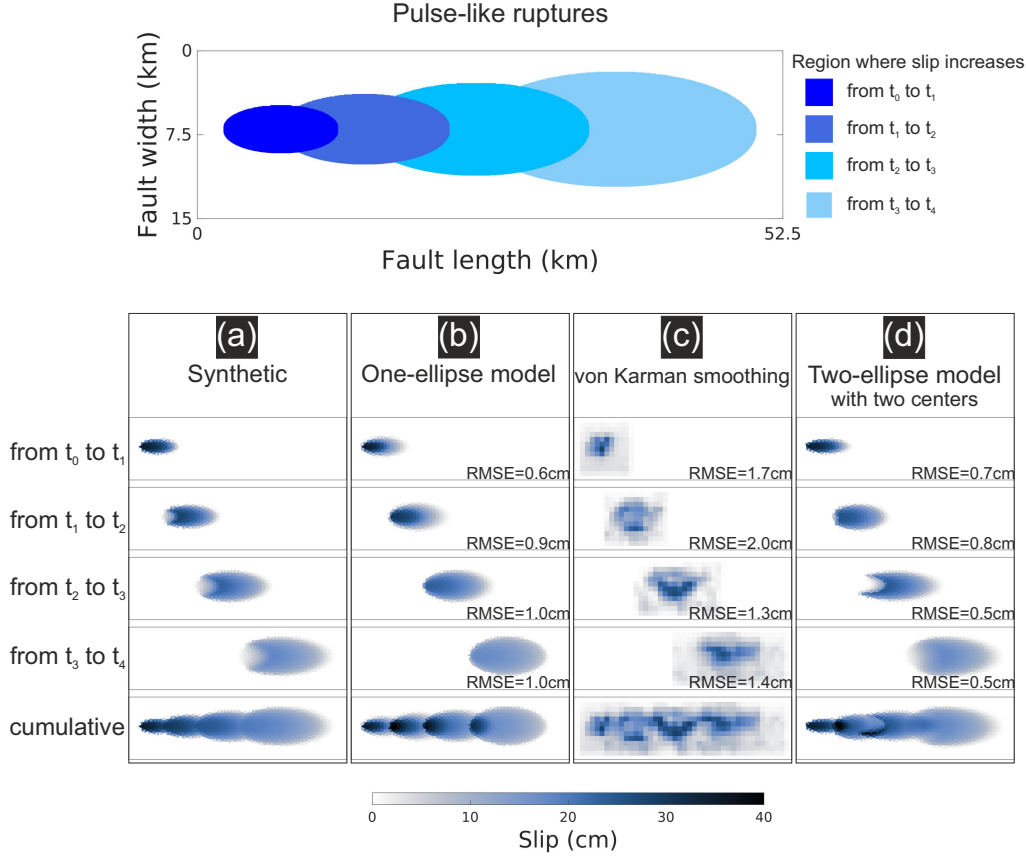 Pulse-like ruptures
Fault width (km)
0
7.5
15
0
52.5
Fault length (km)
Region where slip increases
from t0 to t1
from t1 to t2
from t2 to t3
from t3 to t4
(a)
Synthetic
(b)
One-ellipse model
(c)
von Karman smoothing
(d)
Two-ellipse model
with two centers
from t0 to t1
RMSE=0.6cm
RMSE=1.7cm
RMSE=0.7cm
from t1 to t2
RMSE=0.9cm
RMSE=2.0cm
RMSE=0.8cm
from t2 to t3
RMSE=1.0cm
RMSE=1.3cm
RMSE=0.5cm
from t3 to t4
RMSE=1.0cm
RMSE=1.4cm
RMSE=0.5cm
cumulative
0
10
20
30
40
Slip (cm)